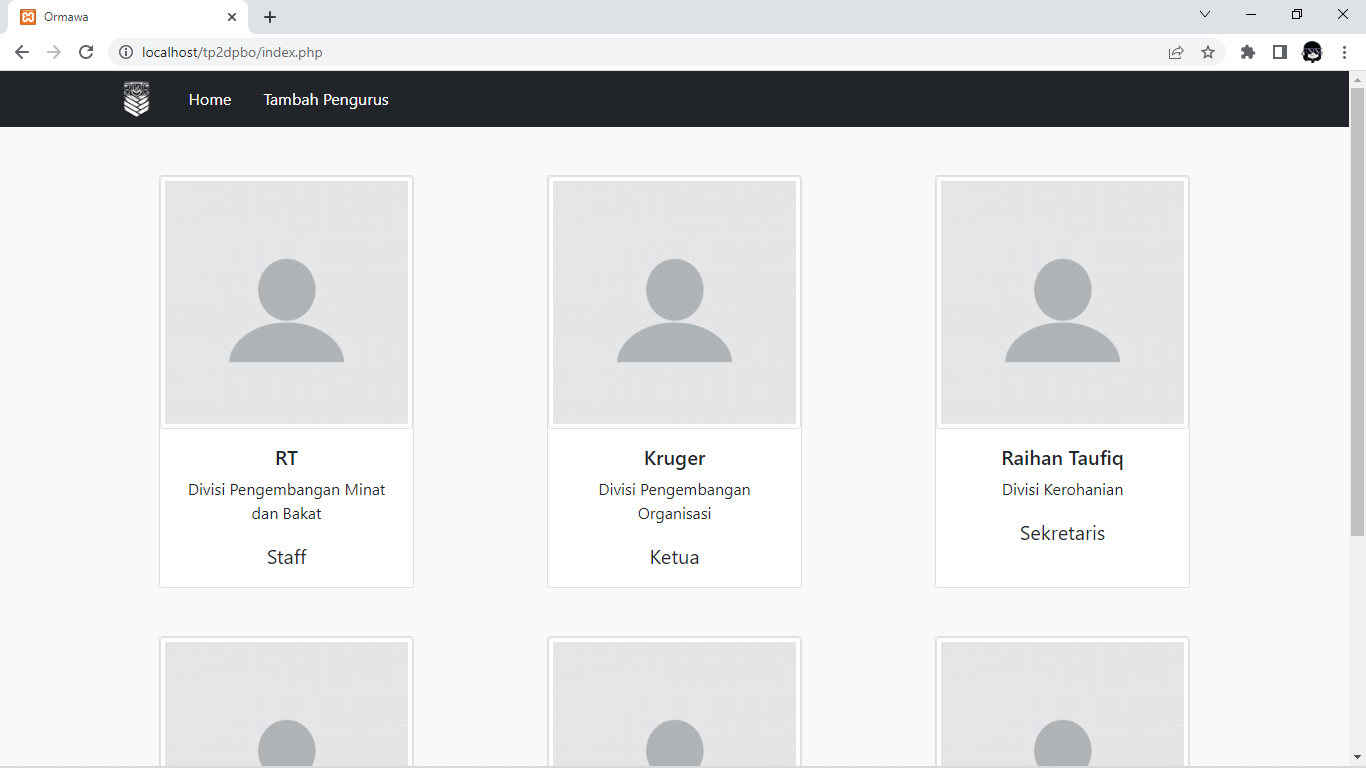 Ormawa
localhost/tp2dpbo/index.php
Home
Tambah Pengurus
RT
Divisi Pengembangan Minat
dan Bakat
Staff
Kruger
Divisi Pengembangan
Organisasi
Ketua
Raihan Taufiq
Divisi Kerohanian
Sekretaris